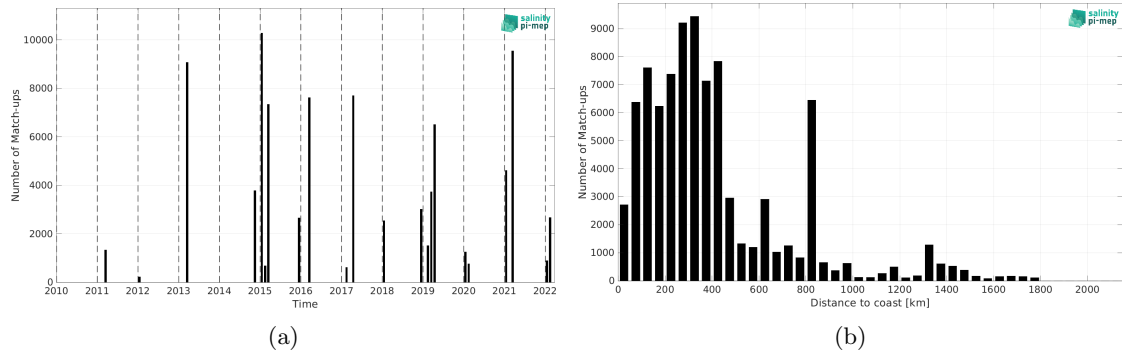 salinity
pi-mep
Number of Match-ups
10000
8000
6000
4000
2000
0
2010 2011 2012 2013 2014 2015 2016 2017 2018 2019 2020 2021 2022
Time
(a)
salinity
pi-mep
Number of Match-ups
9000
8000
7000
6000
5000
4000
3000
2000
1000
0
0 200 400 600 800 1000 1200 1400 1600 1800 2000
Distance to coast [km]
(b)